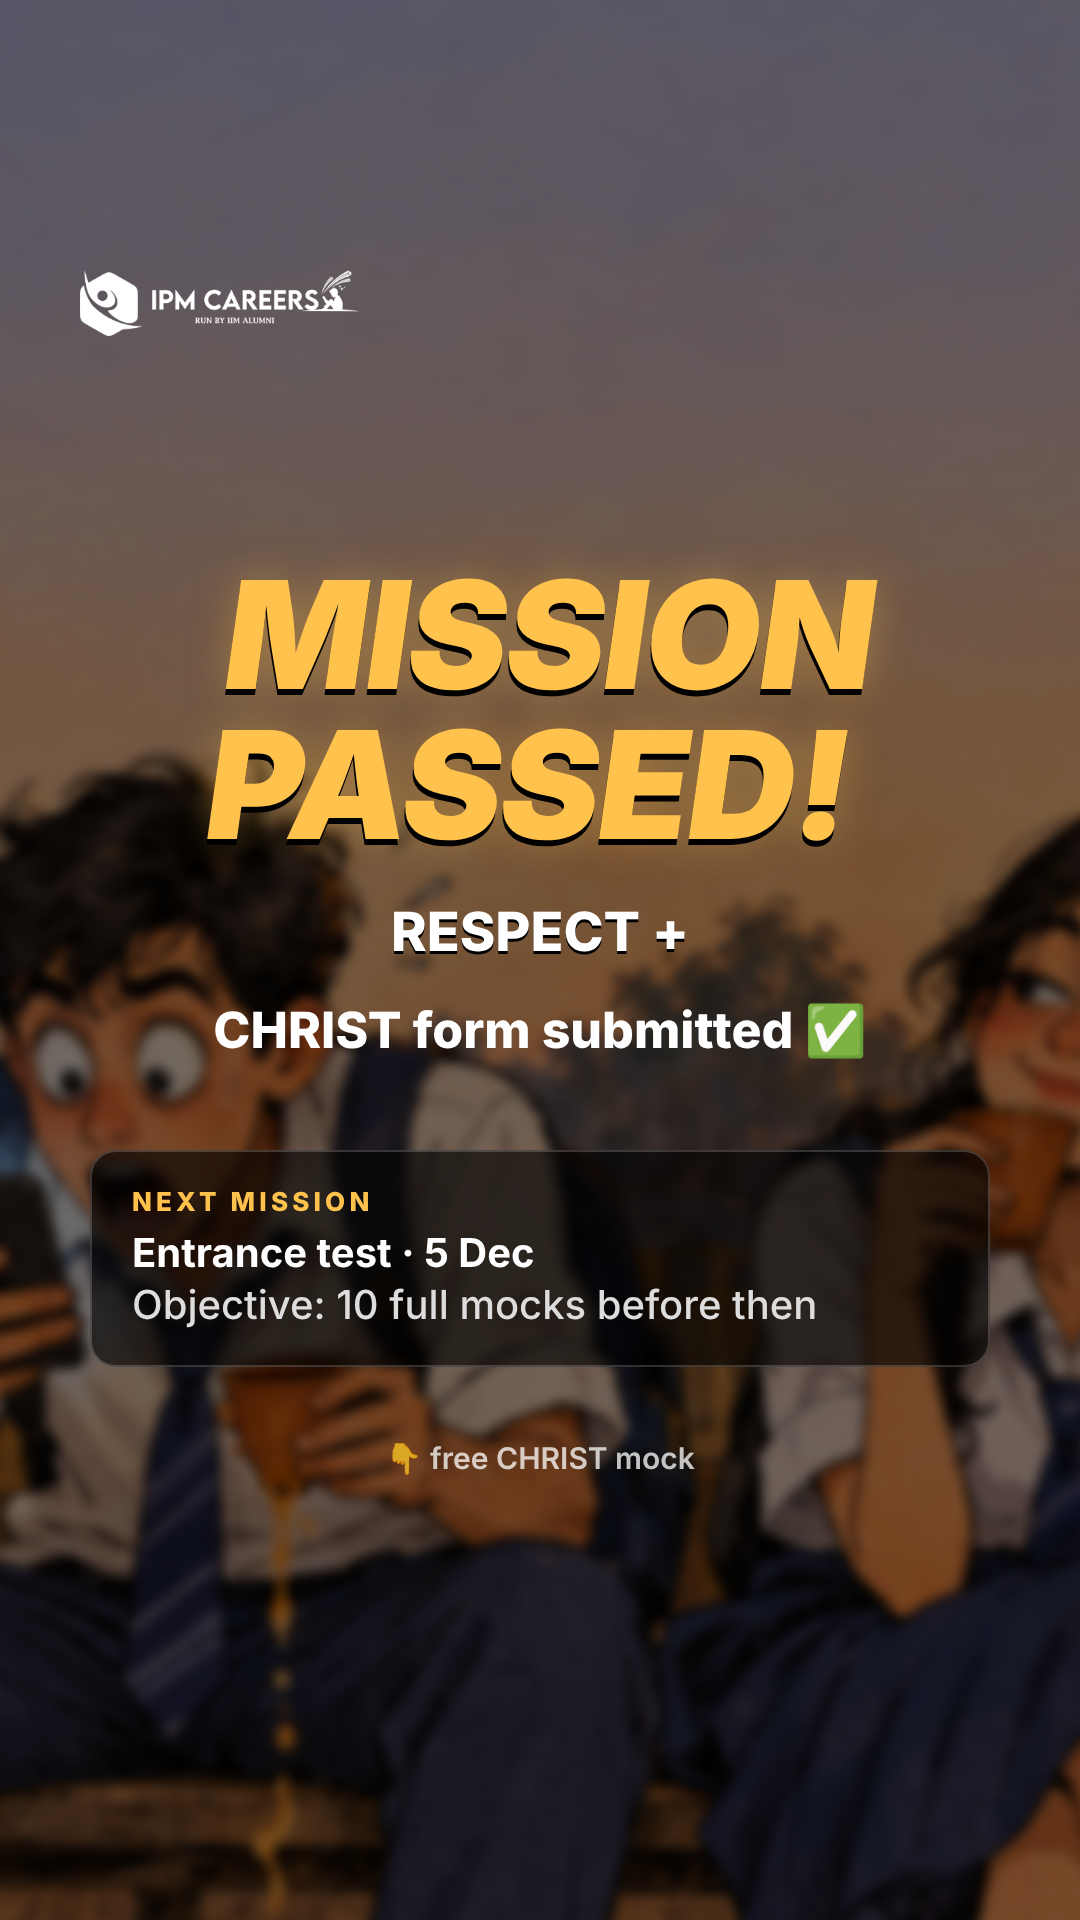 IPM CAREERS
RUN BY IIM ALUMNI
MISSION
PASSED!
RESPECT +
CHRIST form submitted ✅
NEXT MISSION
Entrance test · 5 Dec
Objective: 10 full mocks before then
👇 free CHRIST mock